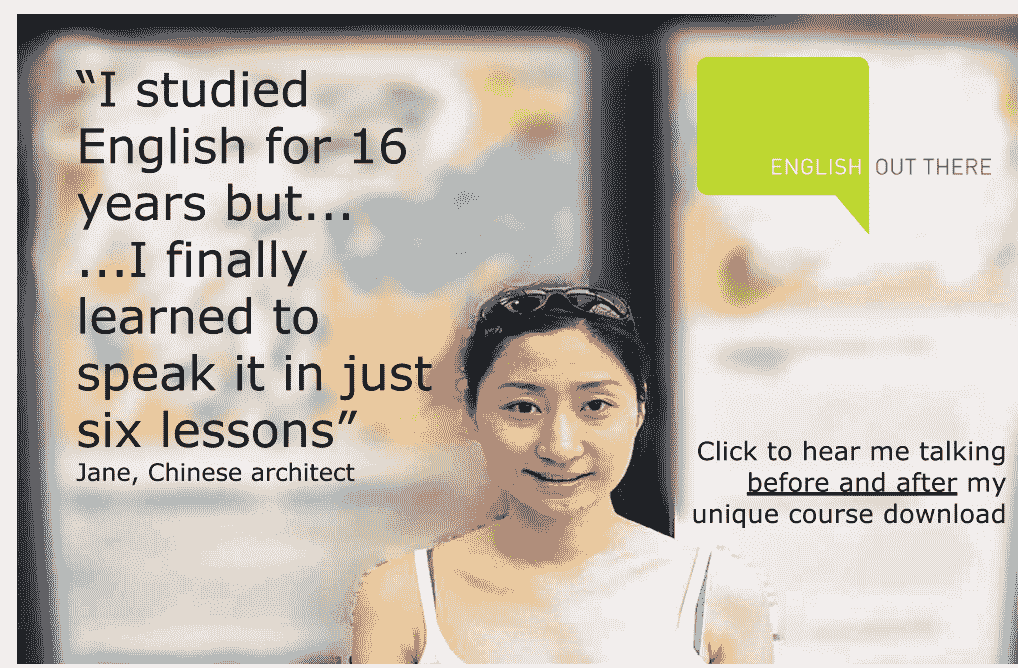 “I studied
English for 16
years but...
...I finally
learned to
speak it in just
six lessons”
Jane, Chinese architect
ENGLISH OUT THERE
Click to hear me talking
before and after my
unique course download